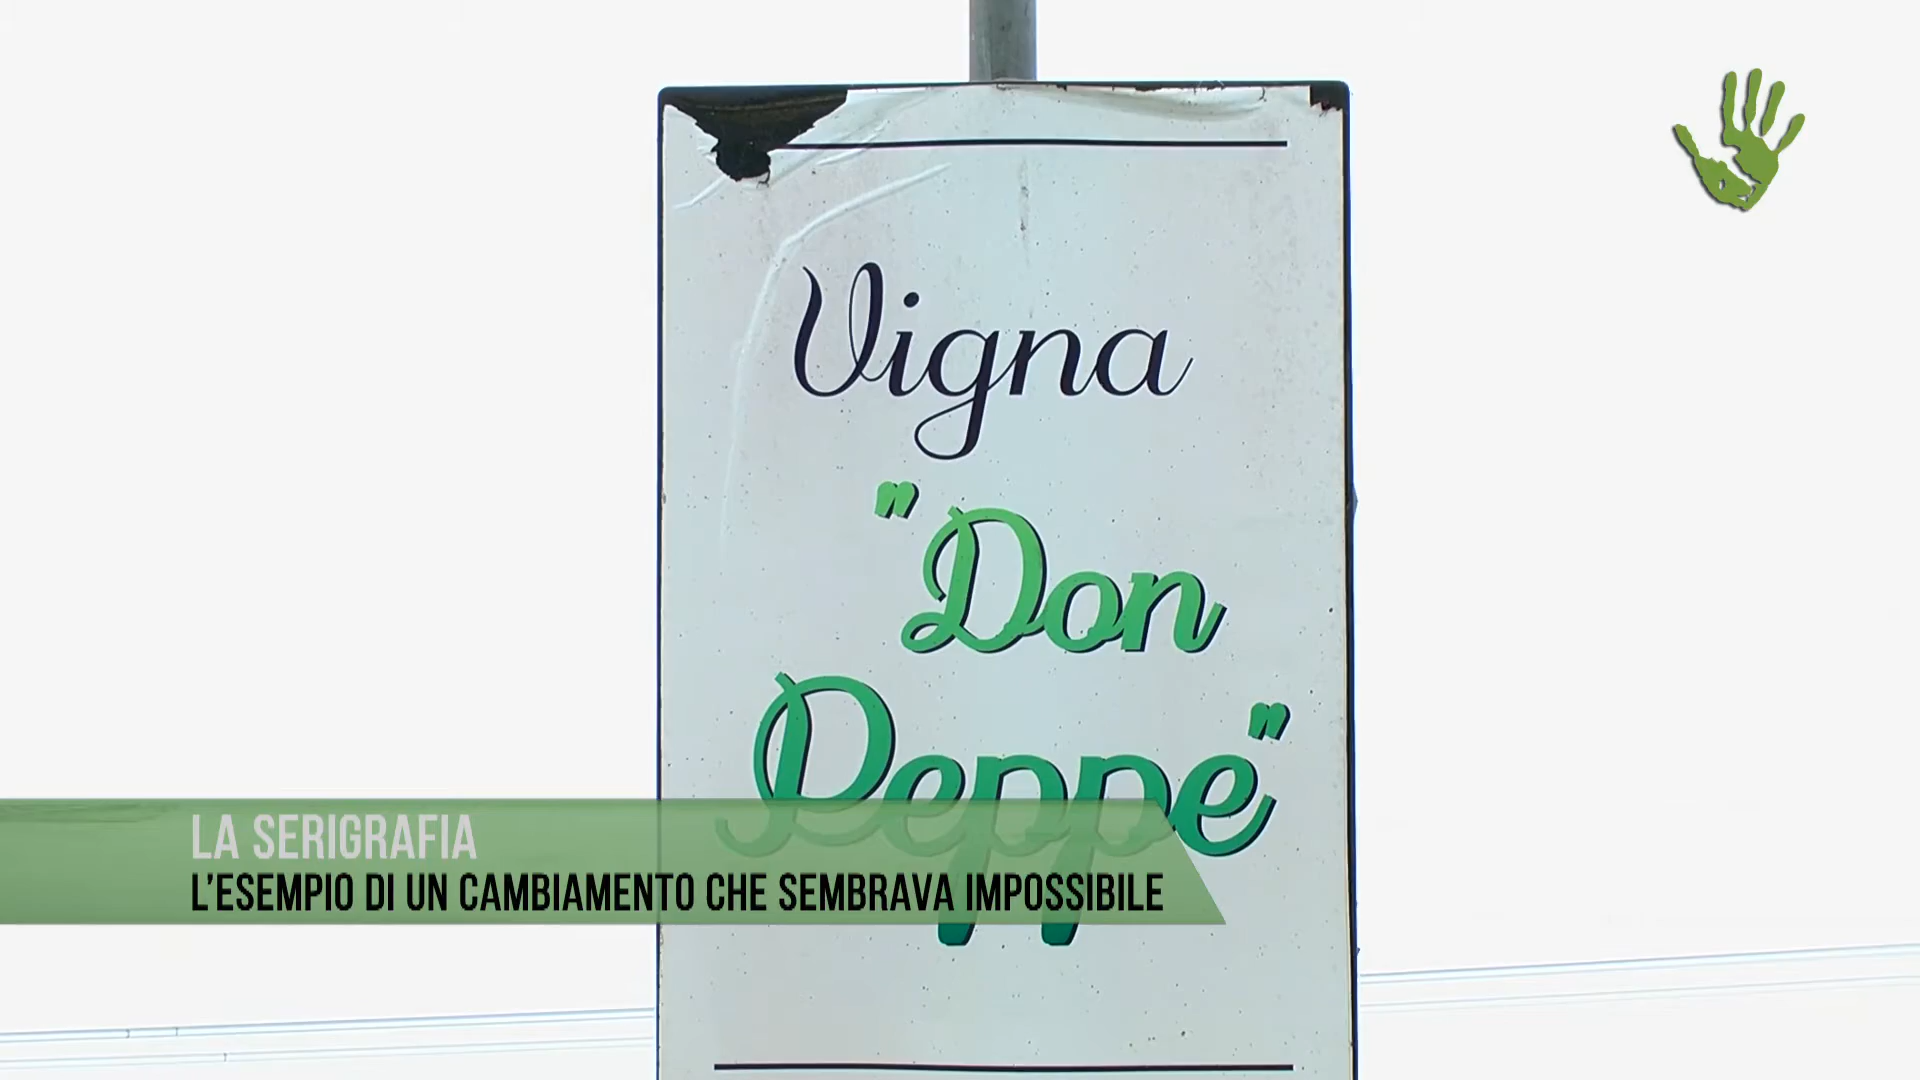 Vigna
"Don
Peppe"
LA SERIGRAFIA
L'ESEMPIO DI UN CAMBIAMENTO CHE SEMBRAVA IMPOSSIBILE